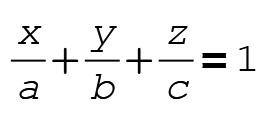 x/a + y/b + z/c = 1